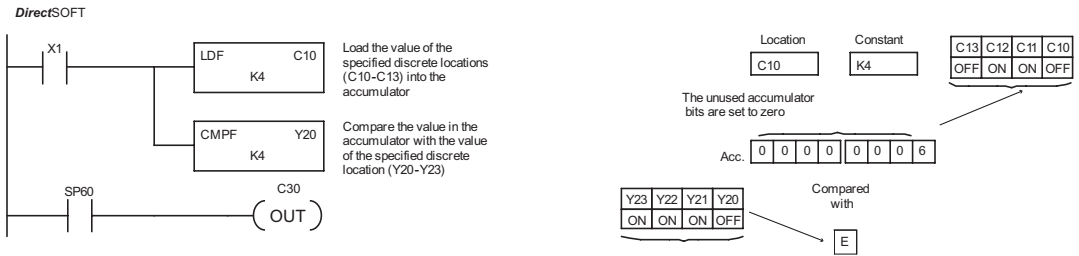 DirectSOFT
X1
LDF C10
K4
Load the value of the
specified discrete locations
(C10-C13) into the
accumulator
CMPF Y20
K4
Compare the value in the
accumulator with the value
of the specified discrete
location (Y20-Y23)
SP60
C30
OUT
Location Constant
C10 K4
C13 C12 C11 C10
OFF ON ON OFF
The unused accumulator
bits are set to zero
Acc. 0 0 0 0 0 0 0 6
Y23 Y22 Y21 Y20
ON ON ON OFF
Compared
with
E